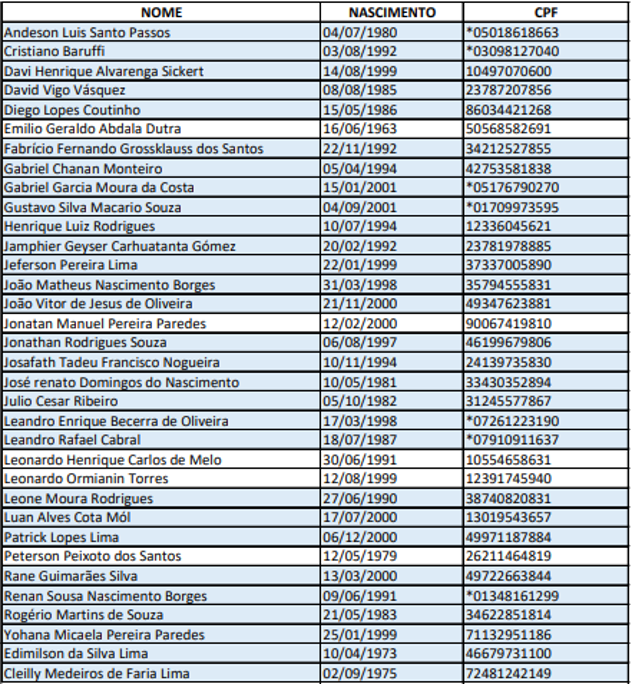 NOME NASCIMENTO CPF
Andeson Luis Santo Passos 04/07/1980 *05018618663
Cristiano Baruffi 03/08/1992 *03098127040
Davi Henrique Alvarenga Sickert 14/08/1999 10497070600
David Vigo Vásquez 08/08/1985 23787207856
Diego Lopes Coutinho 15/05/1986 86034421268
Emilio Geraldo Abdala Dutra 16/06/1963 50568582691
Fabrício Fernando Grossklauss dos Santos 22/11/1992 34212527855
Gabriel Chanan Monteiro 05/04/1994 42753581838
Gabriel Garcia Moura da Costa 15/01/2001 *05176790270
Gustavo Silva Macario Souza 04/09/2001 *01709973595
Henrique Luiz Rodrigues 10/07/1994 12336045621
Jamphier Geyser Carhuatanta Gómez 20/02/1992 23781978885
Jeferson Pereira Lima 22/01/1999 37337005890
João Matheus Nascimento Borges 31/03/1998 35794555831
João Vitor de Jesus de Oliveira 21/11/2000 49347623881
Jonatan Manuel Pereira Paredes 12/02/2000 90067419810
Jonathan Rodrigues Souza 06/08/1997 46199679806
Josafath Tadeu Francisco Nogueira 10/11/1994 24139735830
José renato Domingos do Nascimento 10/05/1981 33430352894
Julio Cesar Ribeiro 05/10/1982 31245577867
Leandro Enrique Becerra de Oliveira 17/03/1998 *07261223190
Leandro Rafael Cabral 18/07/1987 *07910911637
Leonardo Henrique Carlos de Melo 30/06/1991 10554658631
Leonardo Ormianin Torres 12/08/1999 12391745940
Leone Moura Rodrigues 27/06/1990 38740820831
Luan Alves Cota Mól 17/07/2000 13019543657
Patrick Lopes Lima 06/12/2000 49971187884
Peterson Peixoto dos Santos 12/05/1979 26211464819
Rane Guimarães Silva 13/03/2000 49722663844
Renan Sousa Nascimento Borges 09/06/1991 *01348161299
Rogério Martins de Souza 21/05/1983 34622851814
Yohana Micaela Pereira Paredes 25/01/1999 71132951186
Edimilson da Silva Lima 10/04/1973 46679731100
Cleilly Medeiros de Faria Lima 02/09/1975 72481242149